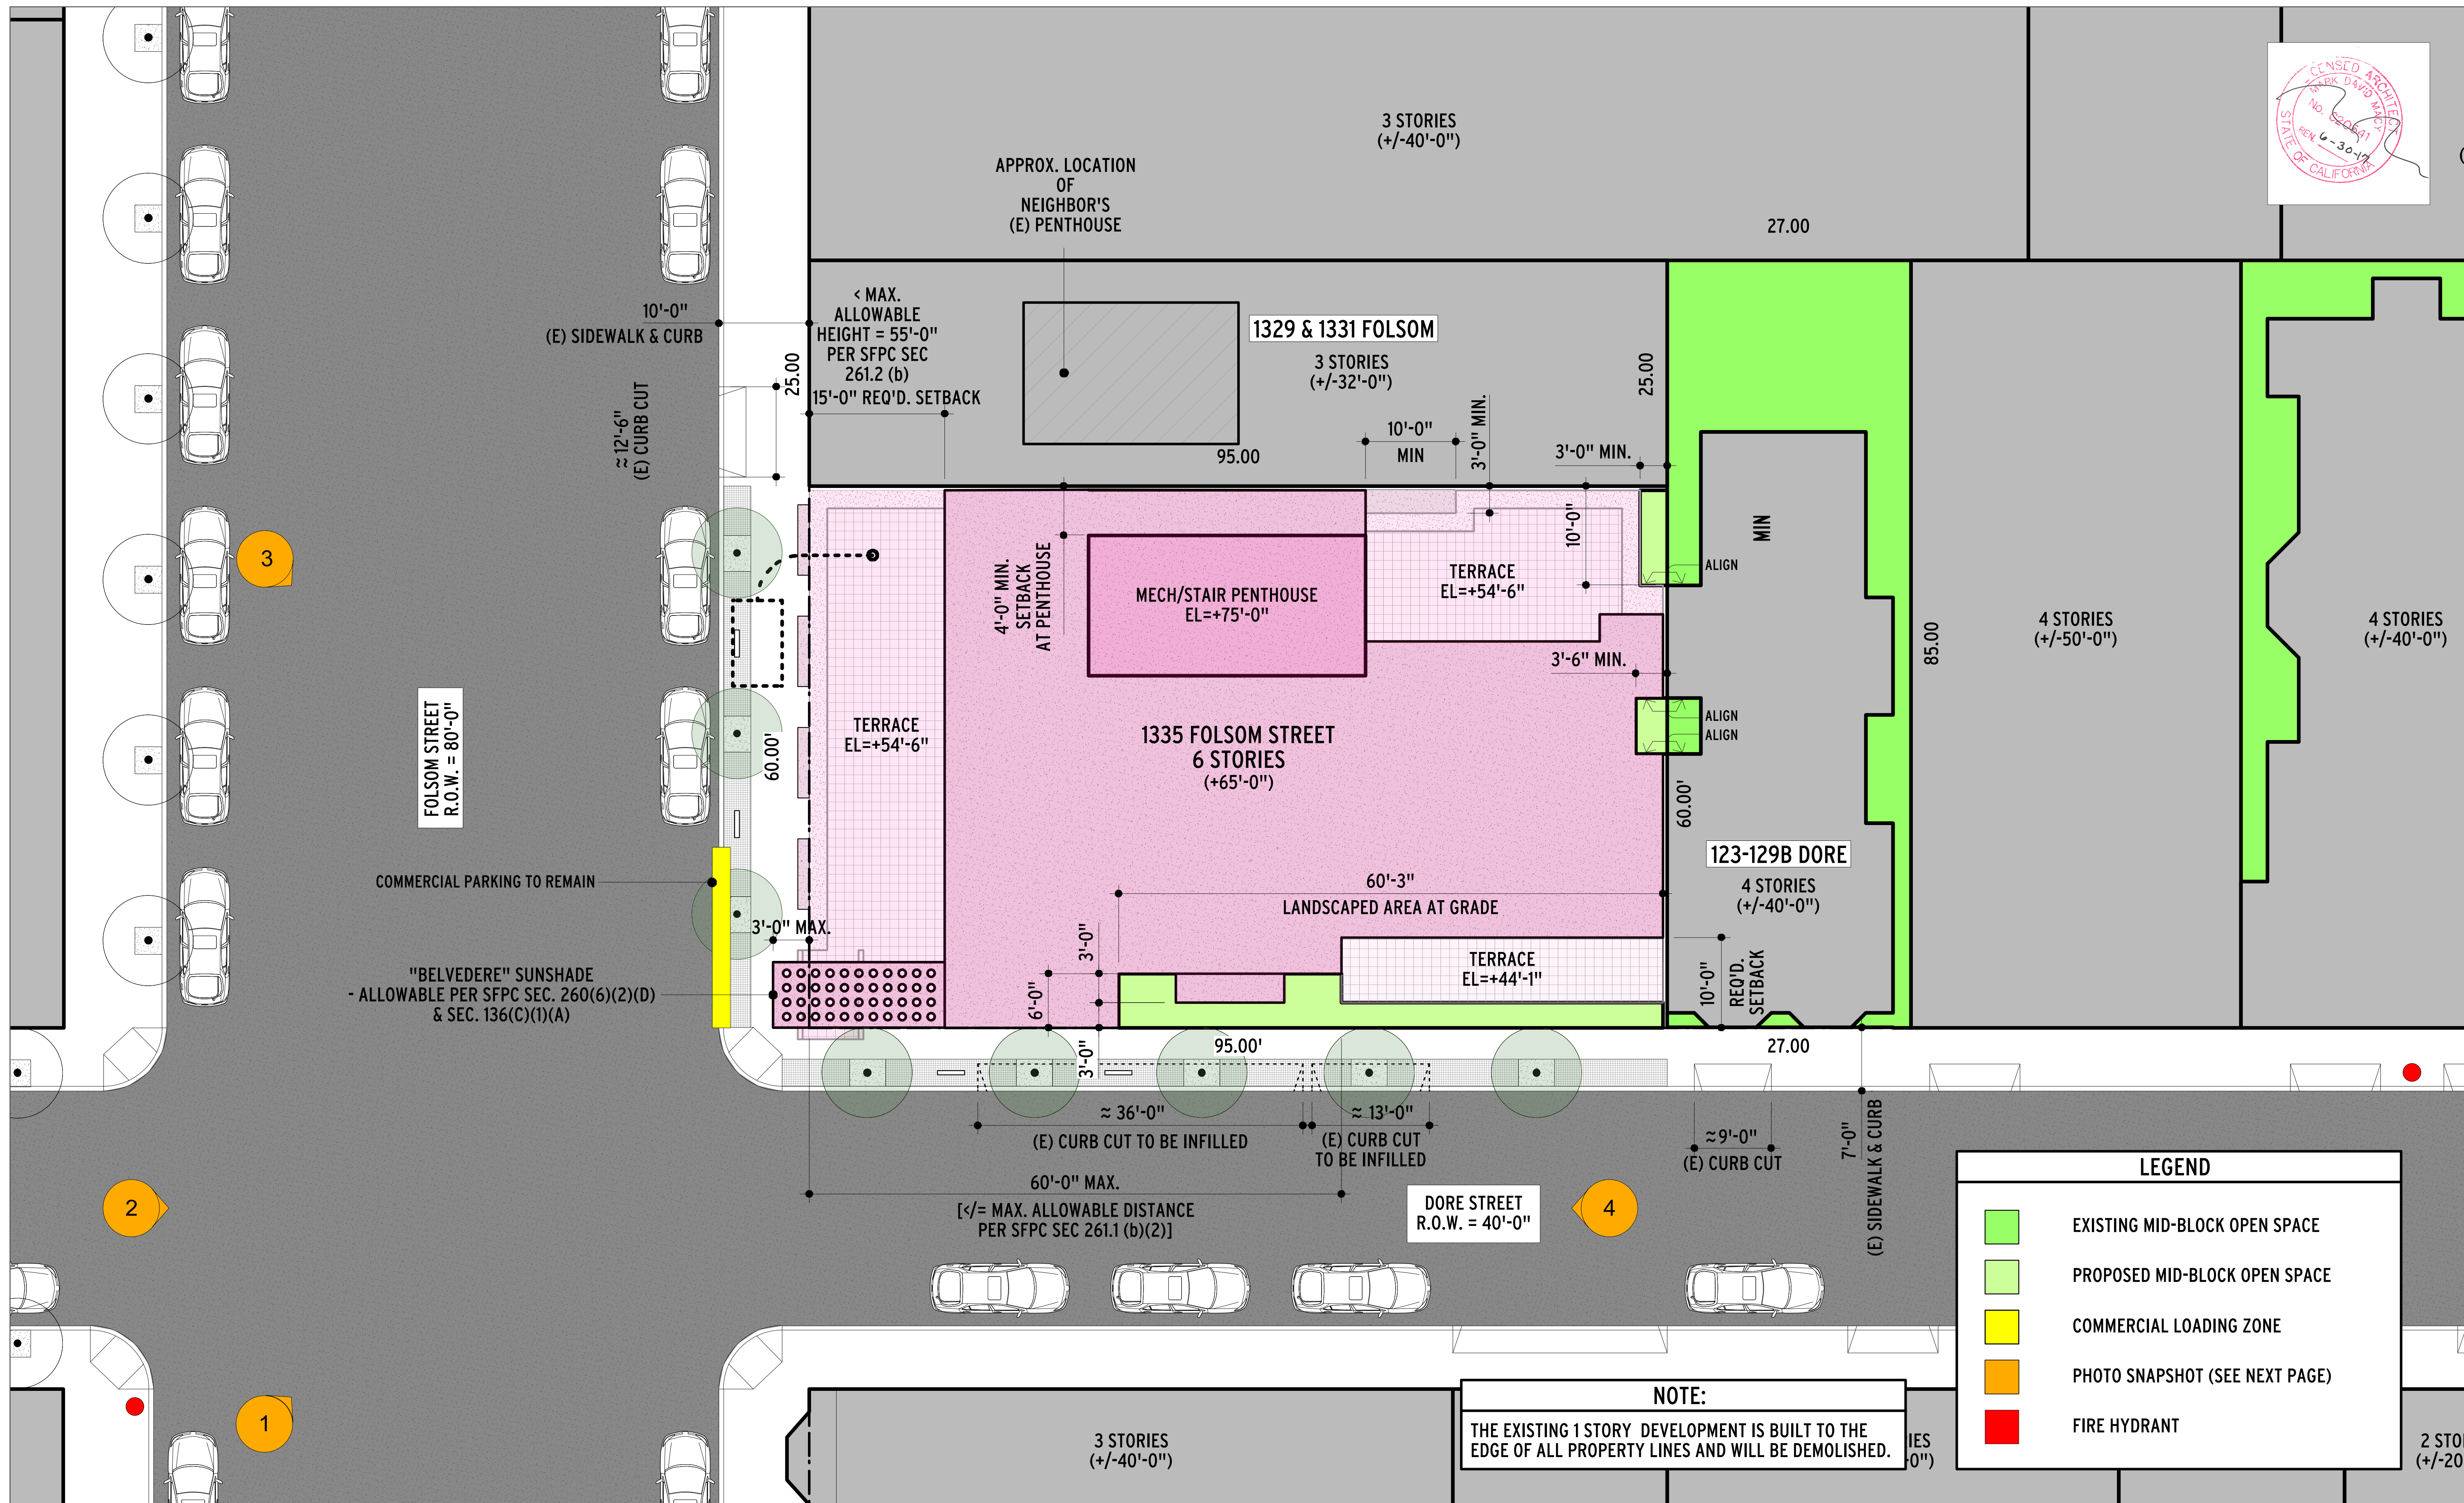 3 STORIES
(+/-40'-0")
27.00
LICENSED ARCHITECT
MARK DAVID MACY
NO. C20641
REN. 6-30-17
STATE OF CALIFORNIA
APPROX. LOCATION
OF
NEIGHBOR'S
(E) PENTHOUSE
10'-0"
(E) SIDEWALK & CURB
≈ 12'-6"
(E) CURB CUT
25.00
< MAX.
ALLOWABLE
HEIGHT = 55'-0"
PER SFPC SEC
261.2 (b)
15'-0" REQ'D. SETBACK
1329 & 1331 FOLSOM
3 STORIES
(+/-32'-0")
95.00
10'-0"
MIN
3'-0" MIN.
3'-0" MIN.
25.00
10'-0"
MIN
ALIGN
4'-0" MIN.
SETBACK
AT PENTHOUSE
MECH/STAIR PENTHOUSE
EL=+75'-0"
TERRACE
EL=+54'-6"
3'-6" MIN.
ALIGN
ALIGN
85.00
4 STORIES
(+/-50'-0")
4 STORIES
(+/-40'-0")
3
FOLSOM STREET
R.O.W. = 80'-0"
60.00'
TERRACE
EL=+54'-6"
1335 FOLSOM STREET
6 STORIES
(+65'-0")
60.00'
123-129B DORE
4 STORIES
(+/-40'-0")
COMMERCIAL PARKING TO REMAIN
3'-0" MAX.
60'-3"
LANDSCAPED AREA AT GRADE
"BELVEDERE" SUNSHADE
- ALLOWABLE PER SFPC SEC. 260(6)(2)(D)
& SEC. 136(C)(1)(A)
6'-0"
3'-0"
3'-0"
TERRACE
EL=+44'-1"
10'-0"
REQ'D.
SETBACK
95.00'
27.00
≈ 36'-0"
(E) CURB CUT TO BE INFILLED
≈ 13'-0"
(E) CURB CUT
TO BE INFILLED
≈9'-0"
(E) CURB CUT
7'-0"
(E) SIDEWALK & CURB
60'-0" MAX.
[</= MAX. ALLOWABLE DISTANCE
PER SFPC SEC 261.1 (b)(2)]
DORE STREET
R.O.W. = 40'-0"
2
4
1
LEGEND
EXISTING MID-BLOCK OPEN SPACE
PROPOSED MID-BLOCK OPEN SPACE
COMMERCIAL LOADING ZONE
PHOTO SNAPSHOT (SEE NEXT PAGE)
FIRE HYDRANT
NOTE:
THE EXISTING 1 STORY DEVELOPMENT IS BUILT TO THE
EDGE OF ALL PROPERTY LINES AND WILL BE DEMOLISHED.
3 STORIES
(+/-40'-0")